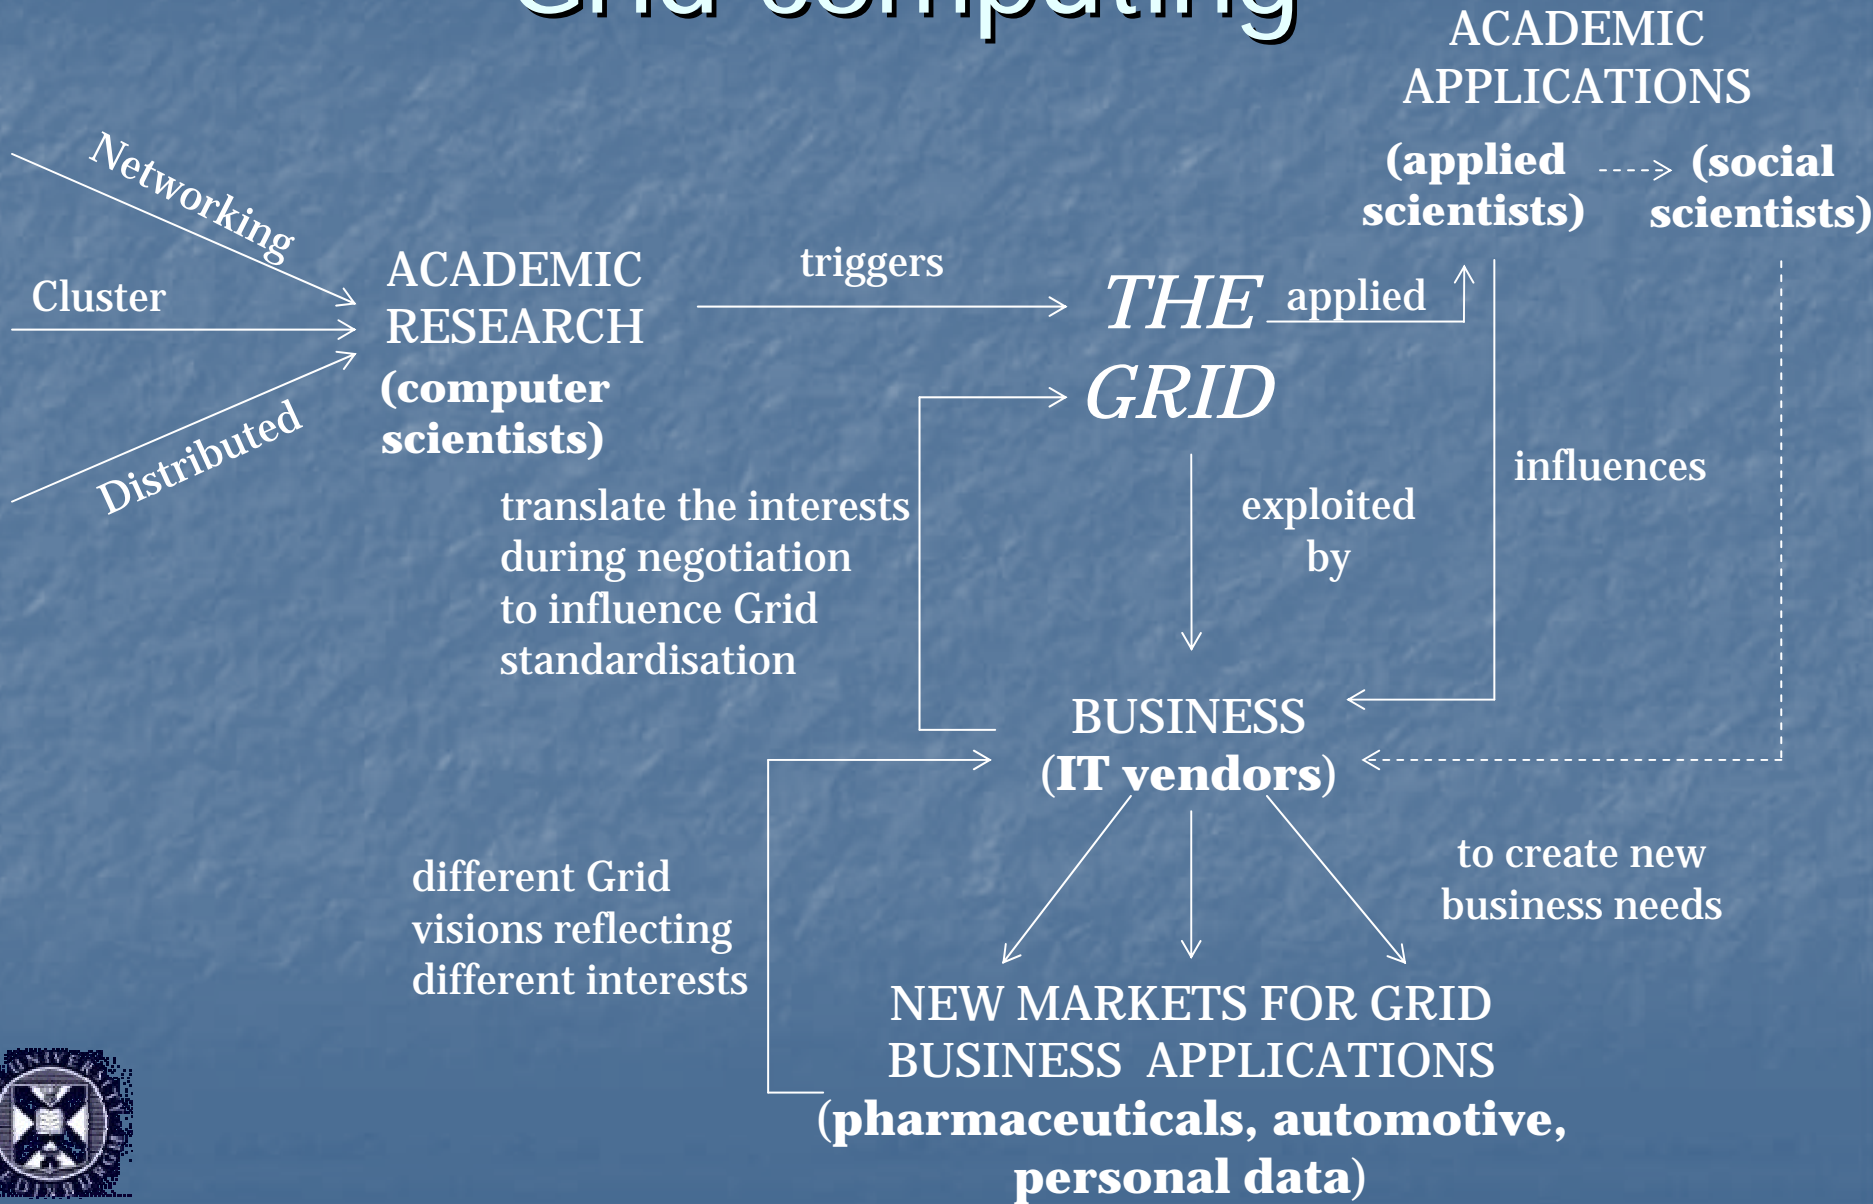 Grid computing
ACADEMIC
APPLICATIONS
(applied
scientists)
(social
scientists)
Networking
Cluster
Distributed
ACADEMIC
RESEARCH
(computer
scientists)
triggers
THE
GRID
applied
influences
translate the interests
during negotiation
to influence Grid
standardisation
exploited
by
BUSINESS
(IT vendors)
different Grid
visions reflecting
different interests
to create new
business needs
NEW MARKETS FOR GRID
BUSINESS APPLICATIONS
(pharmaceuticals, automotive,
personal data)